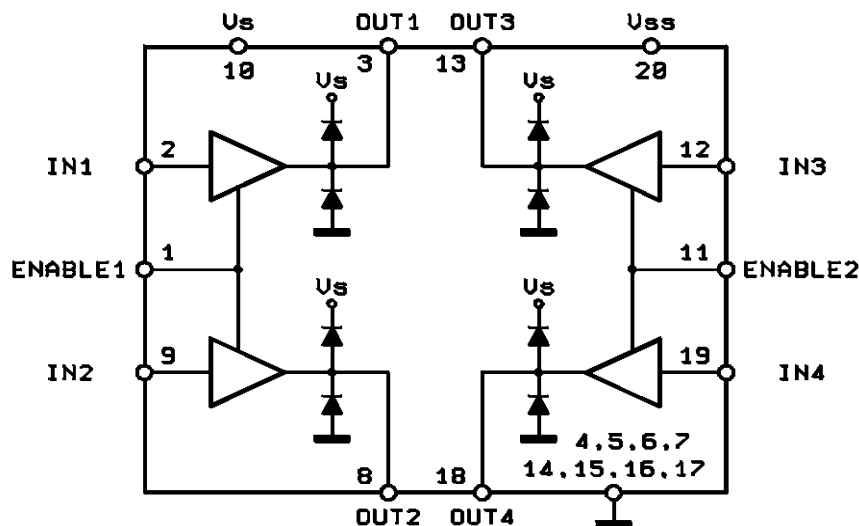 Vs OUT1 OUT3 Vss
10 3 13 20
Vs Vs
IN1 2 12 IN3
ENABLE1 1 11 ENABLE2
Vs Vs
IN2 9 19 IN4
4,5,6,7
8 18 14,15,16,17
OUT2 OUT4